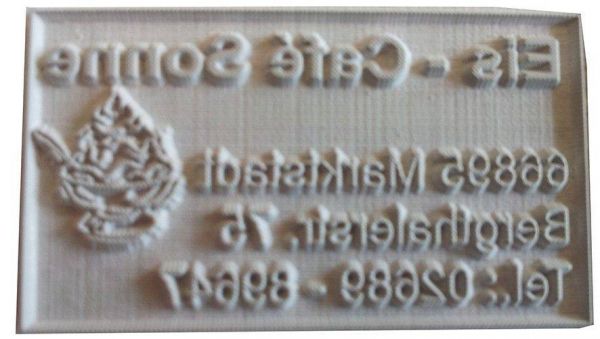 Eis - Café Sonne
66895 Marktstadt
Bergthalerstr. 75
Tel.: 02689 - 89647